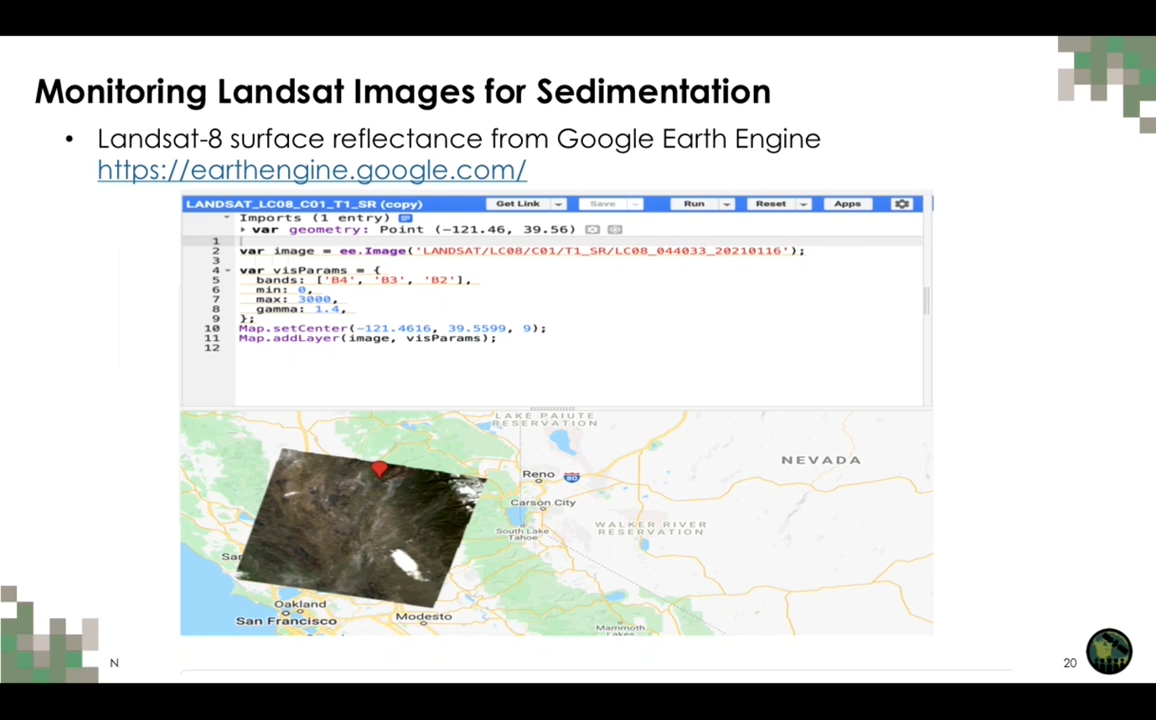 Monitoring Landsat Images for Sedimentation
• Landsat-8 surface reflectance from Google Earth Engine
https://earthengine.google.com/
LANDSAT_LC08_C01_T1_SR (copy)
Get Link
Save
Run
Reset
Apps
Imports (1 entry)
var geometry: Point (-121.46, 39.56)
1
2 var image = ee.Image('LANDSAT/LC08/C01/T1_SR/LC08_044033_20210116');
3
4 var visParams = {
5 bands: ['B4', 'B3', 'B2'],
6 min: 0,
7 max: 3000,
8 gamma: 1.4,
9 };
10 Map.setCenter(-121.4616, 39.5599, 9);
11 Map.addLayer(image, visParams);
12
LAKE PAIUTE
RESERVATION
NEVADA
Reno
80
Carson City
WALKER RIVER
RESERVATION
South Lake
Tahoe
Oakland
San Francisco
Modesto
Mammoth
Lakes
N
20